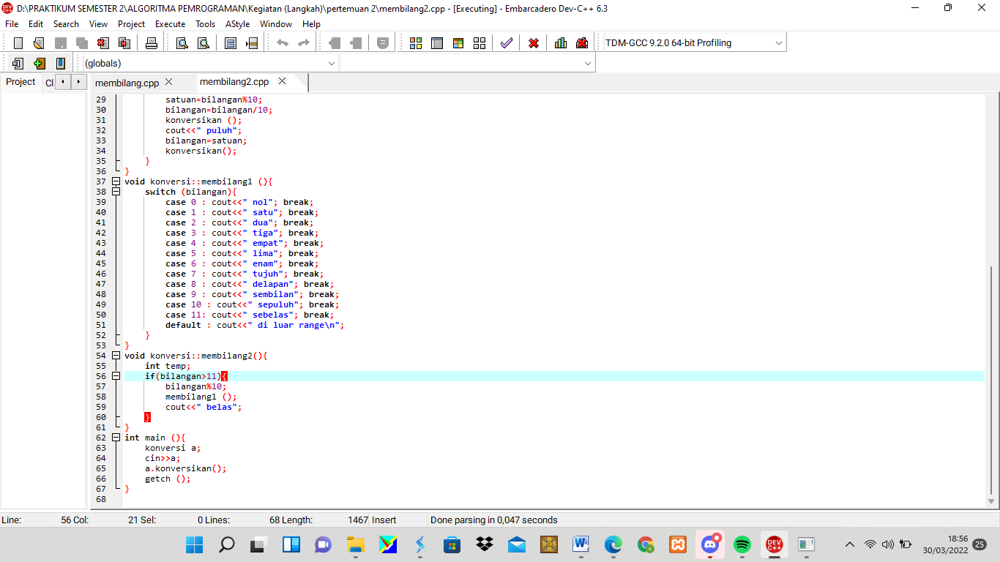 D:\PRAKTIKUM SEMESTER 2\ALGORITMA PEMROGRAMAN\Kegiatan (Langkah)\pertemuan 2\membilang2.cpp - [Executing] - Embarcadero Dev-C++ 6.3
File Edit Search View Project Execute Tools AStyle Window Help
TDM-GCC 9.2.0 64-bit Profiling
(globals)
Project Cl membilang.cpp membilang2.cpp
29 satuan=bilangan%10;
30 bilangan=bilangan/10;
31 konversikan ();
32 cout<<" puluh";
33 bilangan=satuan;
34 konversikan();
35 }
36 }
37 void konversi::membilang1 (){
38 switch (bilangan){
39 case 0 : cout<<" nol"; break;
40 case 1 : cout<<" satu"; break;
41 case 2 : cout<<" dua"; break;
42 case 3 : cout<<" tiga"; break;
43 case 4 : cout<<" empat"; break;
44 case 5 : cout<<" lima"; break;
45 case 6 : cout<<" enam"; break;
46 case 7 : cout<<" tujuh"; break;
47 case 8 : cout<<" delapan"; break;
48 case 9 : cout<<" sembilan"; break;
49 case 10 : cout<<" sepuluh"; break;
50 case 11: cout<<" sebelas"; break;
51 default : cout<<" di luar range\n";
52 }
53 }
54 void konversi::membilang2(){
55 int temp;
56 if(bilangan>11){
57 bilangan%10;
58 membilang1 ();
59 cout<<" belas";
60 }
61 }
62 int main (){
63 konversi a;
64 cin>>a;
65 a.konversikan();
66 getch ();
67 }
68
Line: 56 Col: 21 Sel: 0 Lines: 68 Length: 1467 Insert Done parsing in 0,047 seconds
DEV C++
18:56
30/03/2022
25